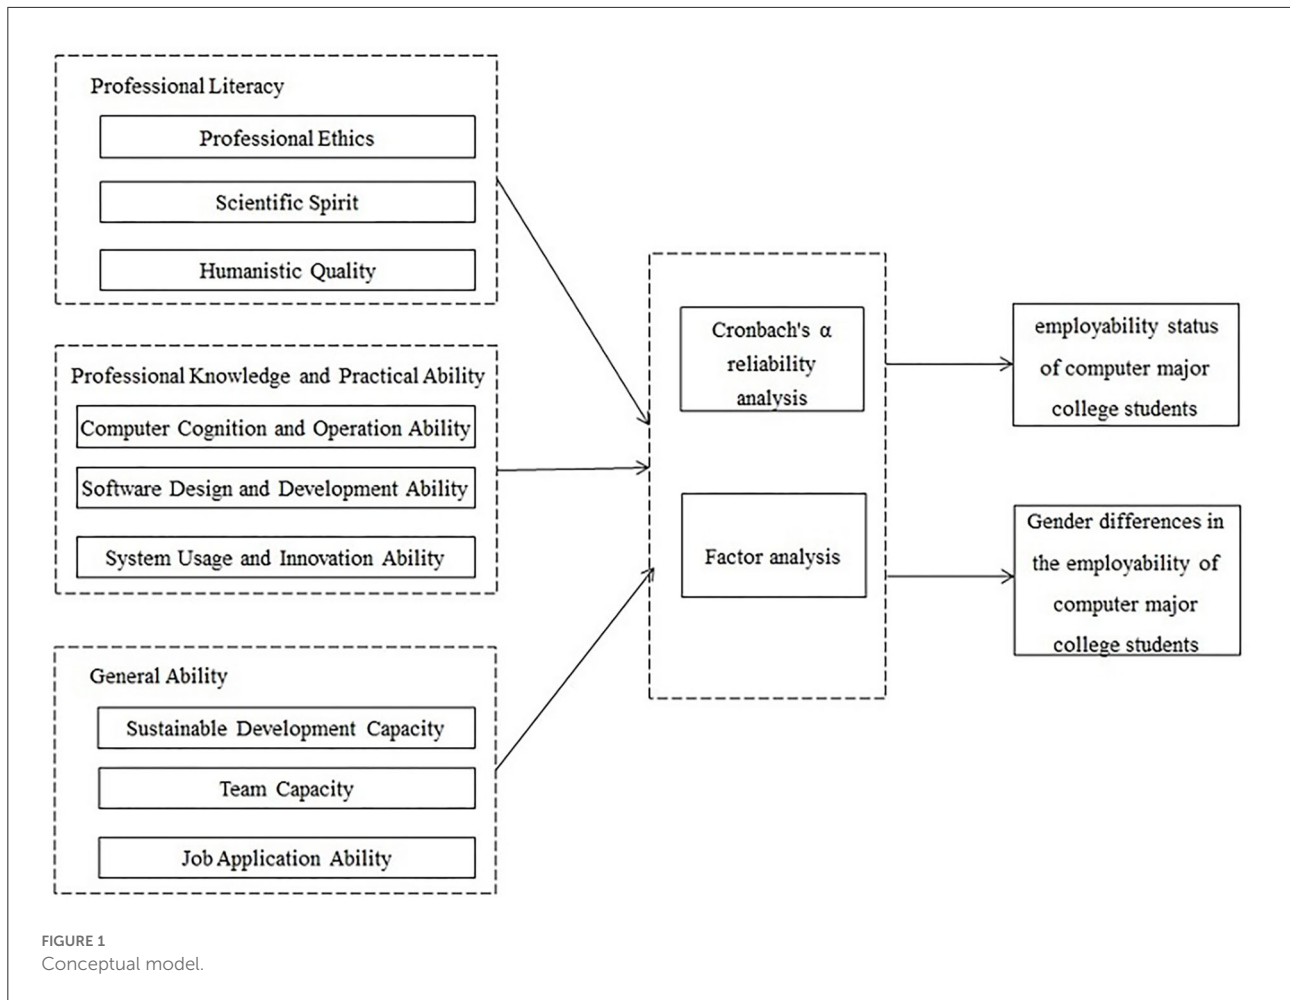 Professional Literacy
Professional Ethics
Scientific Spirit
Humanistic Quality
Professional Knowledge and Practical Ability
Computer Cognition and Operation Ability
Software Design and Development Ability
System Usage and Innovation Ability
General Ability
Sustainable Development Capacity
Team Capacity
Job Application Ability
Cronbach's α
reliability
analysis
Factor analysis
employability status
of computer major
college students
Gender differences in
the employability of
computer major
college students
FIGURE 1
Conceptual model.